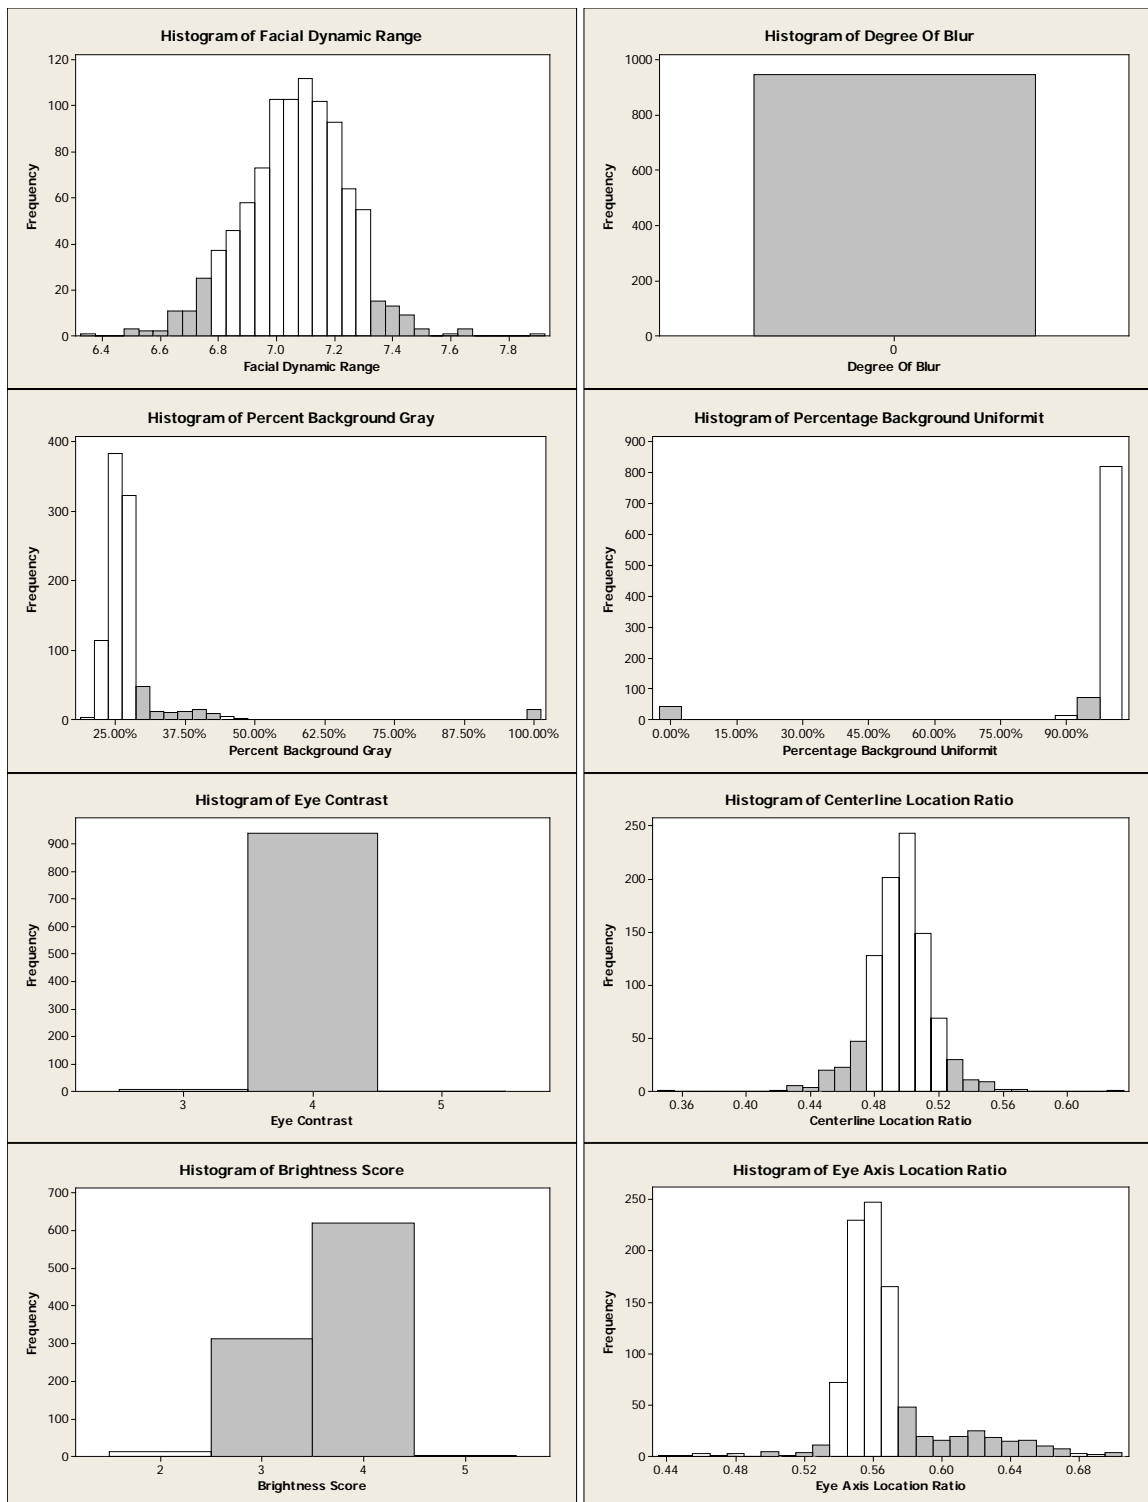 Histogram of Facial Dynamic Range
120
100
80
60
40
20
0
Frequency
6.4 6.6 6.8 7.0 7.2 7.4 7.6 7.8
Facial Dynamic Range
Histogram of Degree Of Blur
1000
800
600
400
200
0
Frequency
0
Degree Of Blur
Histogram of Percent Background Gray
400
300
200
100
0
Frequency
25.00% 37.50% 50.00% 62.50% 75.00% 87.50% 100.00%
Percent Background Gray
Histogram of Percentage Background Uniformit
900
800
700
600
500
400
300
200
100
0
Frequency
0.00% 15.00% 30.00% 45.00% 60.00% 75.00% 90.00%
Percentage Background Uniformit
Histogram of Eye Contrast
900
800
700
600
500
400
300
200
100
0
Frequency
3 4 5
Eye Contrast
Histogram of Centerline Location Ratio
250
200
150
100
50
0
Frequency
0.36 0.40 0.44 0.48 0.52 0.56 0.60
Centerline Location Ratio
Histogram of Brightness Score
700
600
500
400
300
200
100
0
Frequency
2 3 4 5
Brightness Score
Histogram of Eye Axis Location Ratio
250
200
150
100
50
0
Frequency
0.44 0.48 0.52 0.56 0.60 0.64 0.68
Eye Axis Location Ratio